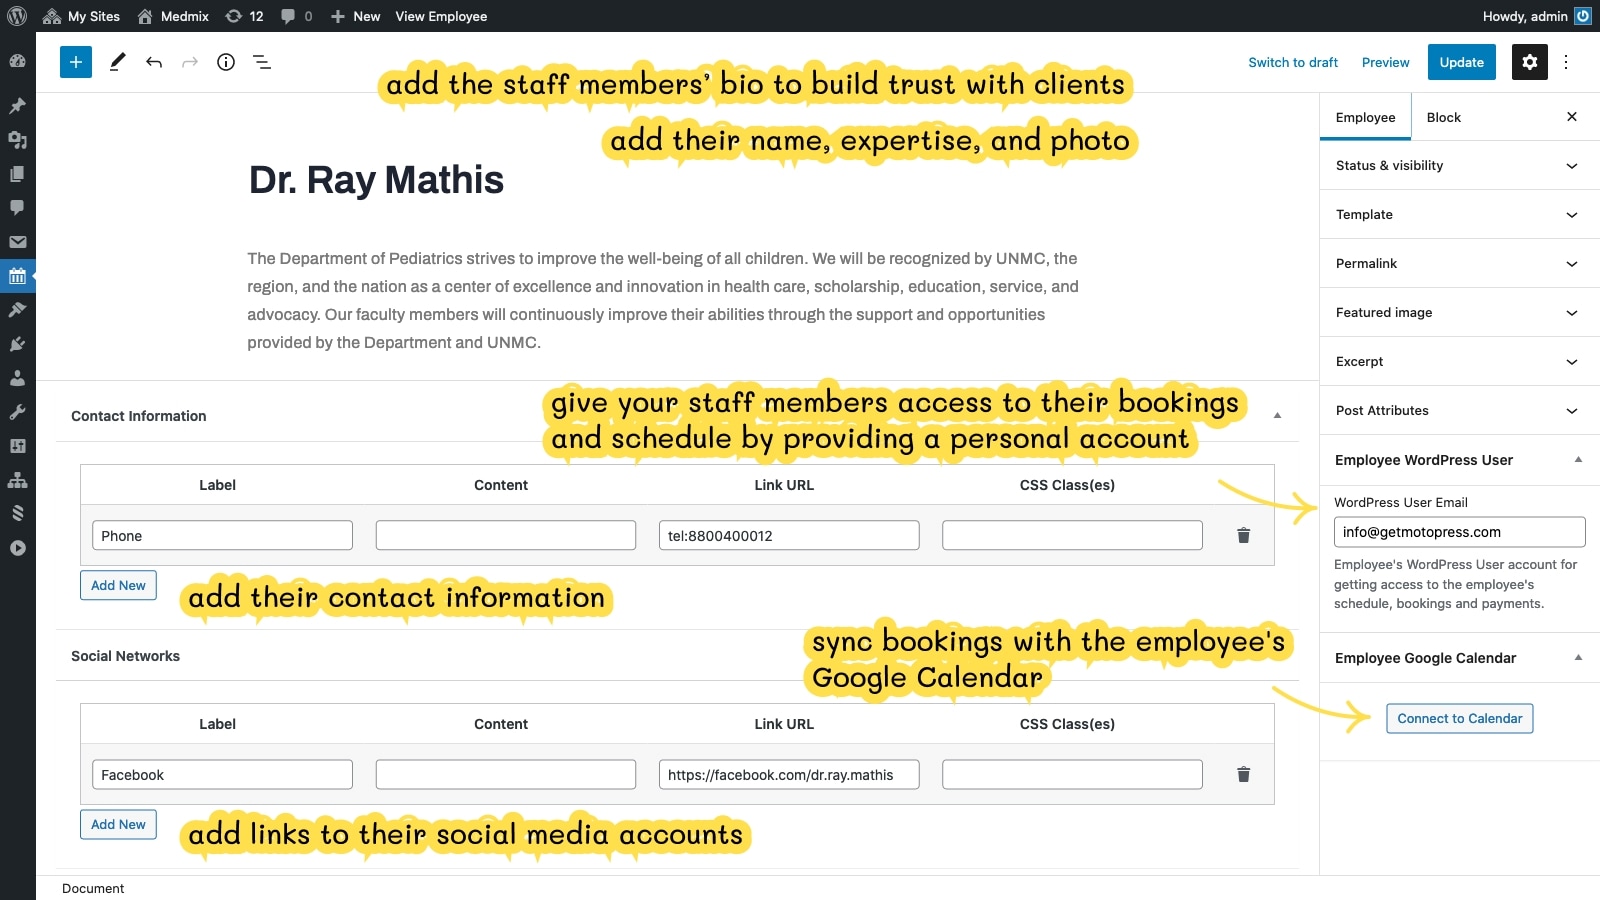 My Sites Medmix 12 0 New View Employee Howdy, admin
Switch to draft Preview Update
add the staff members' bio to build trust with clients
add their name, expertise, and photo
Dr. Ray Mathis
The Department of Pediatrics strives to improve the well-being of all children. We will be recognized by UNMC, the
region, and the nation as a center of excellence and innovation in health care, scholarship, education, service, and
advocacy. Our faculty members will continuously improve their abilities through the support and opportunities
provided by the Department and UNMC.
Contact Information
give your staff members access to their bookings
and schedule by providing a personal account
Label Content Link URL CSS Class(es)
Phone tel:8800400012
Add New
add their contact information
Social Networks
sync bookings with the employee's
Google Calendar
Label Content Link URL CSS Class(es)
Facebook https://facebook.com/dr.ray.mathis
Add New
add links to their social media accounts
Document
Employee Block
Status & visibility
Template
Permalink
Featured image
Excerpt
Post Attributes
Employee WordPress User
WordPress User Email
info@getmotopress.com
Employee's WordPress User account for
getting access to the employee's
schedule, bookings and payments.
Employee Google Calendar
Connect to Calendar